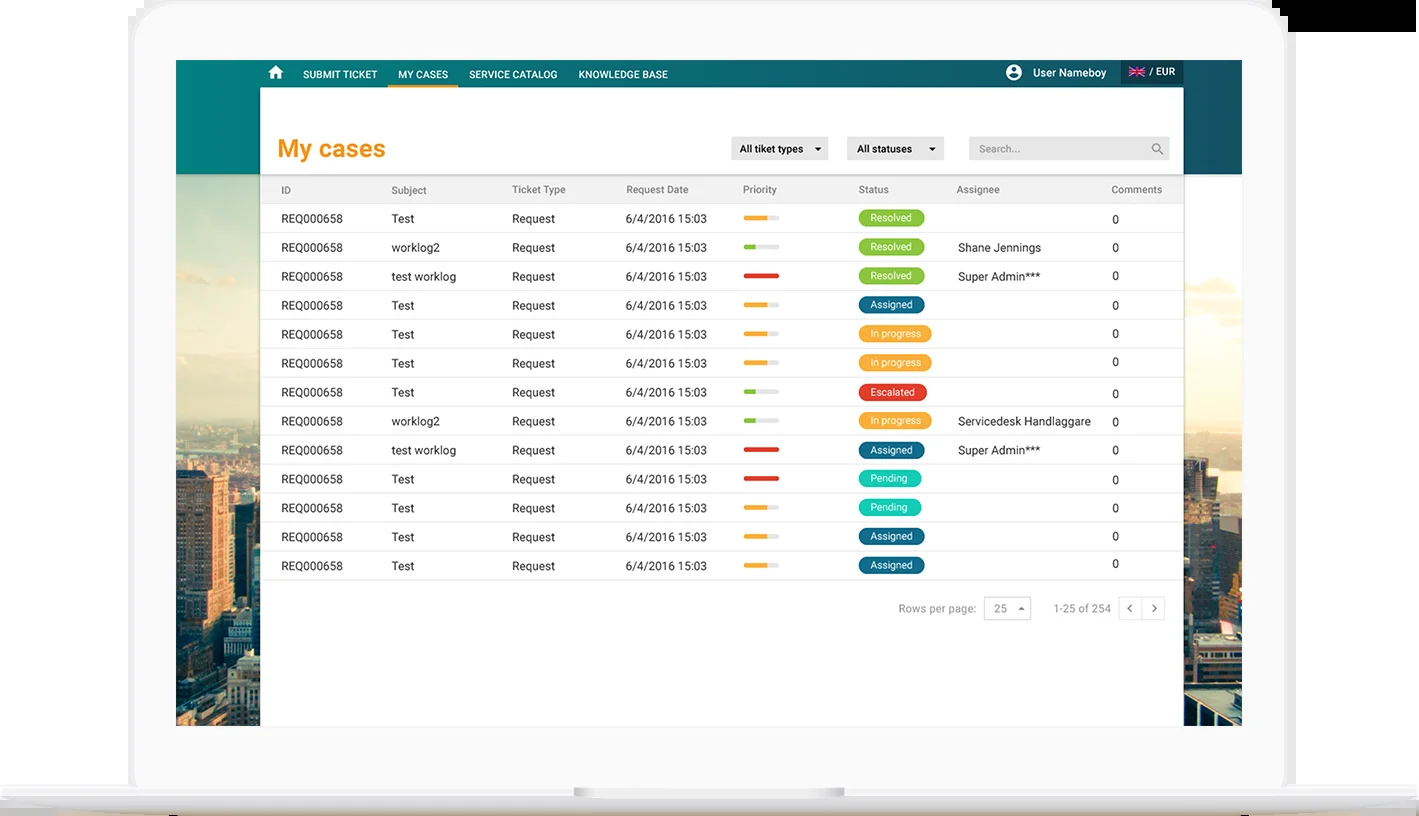 SUBMIT TICKET MY CASES SERVICE CATALOG KNOWLEDGE BASE User Nameboy / EUR
My cases All tiket types All statuses Search...
ID Subject Ticket Type Request Date Priority Status Assignee Comments
REQ000658 Test Request 6/4/2016 15:03 Resolved 0
REQ000658 worklog2 Request 6/4/2016 15:03 Resolved Shane Jennings 0
REQ000658 test worklog Request 6/4/2016 15:03 Resolved Super Admin*** 0
REQ000658 Test Request 6/4/2016 15:03 Assigned 0
REQ000658 Test Request 6/4/2016 15:03 In progress 0
REQ000658 Test Request 6/4/2016 15:03 In progress 0
REQ000658 Test Request 6/4/2016 15:03 Escalated 0
REQ000658 worklog2 Request 6/4/2016 15:03 In progress Servicedesk Handlaggare 0
REQ000658 test worklog Request 6/4/2016 15:03 Assigned Super Admin*** 0
REQ000658 Test Request 6/4/2016 15:03 Pending 0
REQ000658 Test Request 6/4/2016 15:03 Pending 0
REQ000658 Test Request 6/4/2016 15:03 Assigned 0
REQ000658 Test Request 6/4/2016 15:03 Assigned 0
Rows per page: 25 1-25 of 254